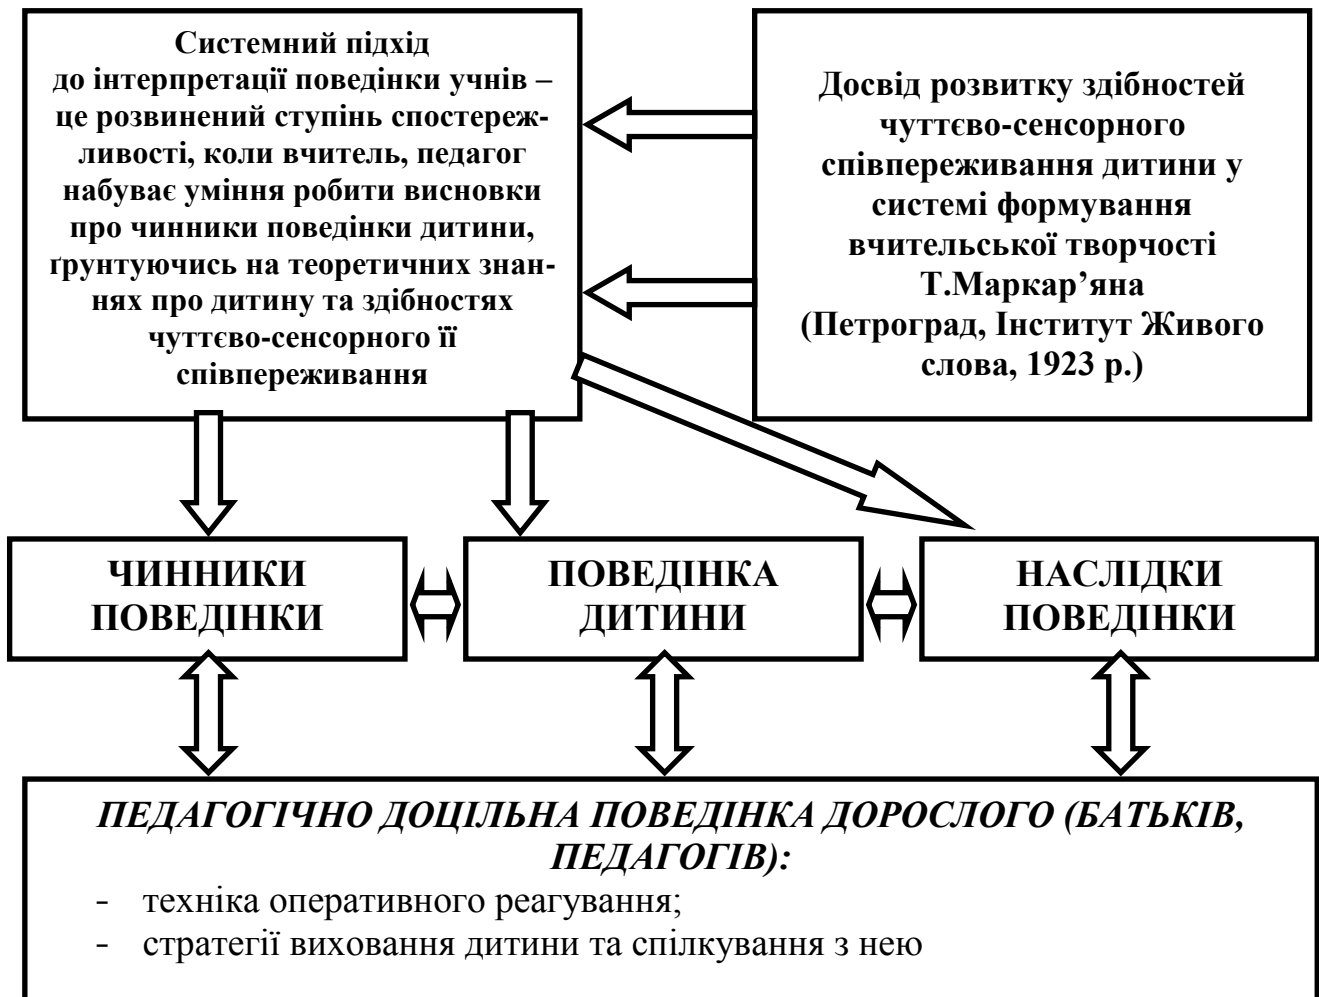 Системний підхід
до інтерпретації поведінки учнів –
це розвинений ступінь спостереж-
ливості, коли вчитель, педагог
набуває уміння робити висновки
про чинники поведінки дитини,
ґрунтуючись на теоретичних знан-
нях про дитину та здібностях
чуттєво-сенсорного її
співпереживання
Досвід розвитку здібностей
чуттєво-сенсорного
співпереживання дитини у
системі формування
вчительської творчості
Т.Маркар’яна
(Петроград, Інститут Живого
слова, 1923 р.)
ЧИННИКИ
ПОВЕДІНКИ
ПОВЕДІНКА
ДИТИНИ
НАСЛІДКИ
ПОВЕДІНКИ
ПЕДАГОГІЧНО ДОЦІЛЬНА ПОВЕДІНКА ДОРОСЛОГО (БАТЬКІВ,
ПЕДАГОГІВ):
- техніка оперативного реагування;
- стратегії виховання дитини та спілкування з нею